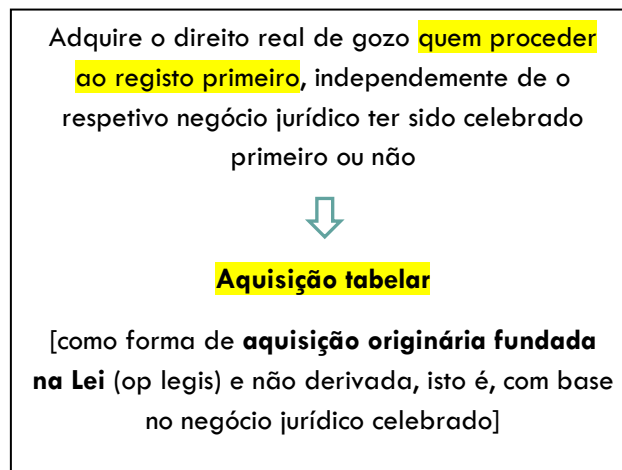 Adquire o direito real de gozo quem proceder
ao registo primeiro, independemente de o
respetivo negócio jurídico ter sido celebrado
primeiro ou não
Aquisição tabelar
[como forma de aquisição originária fundada
na Lei (op legis) e não derivada, isto é, com base
no negócio jurídico celebrado]